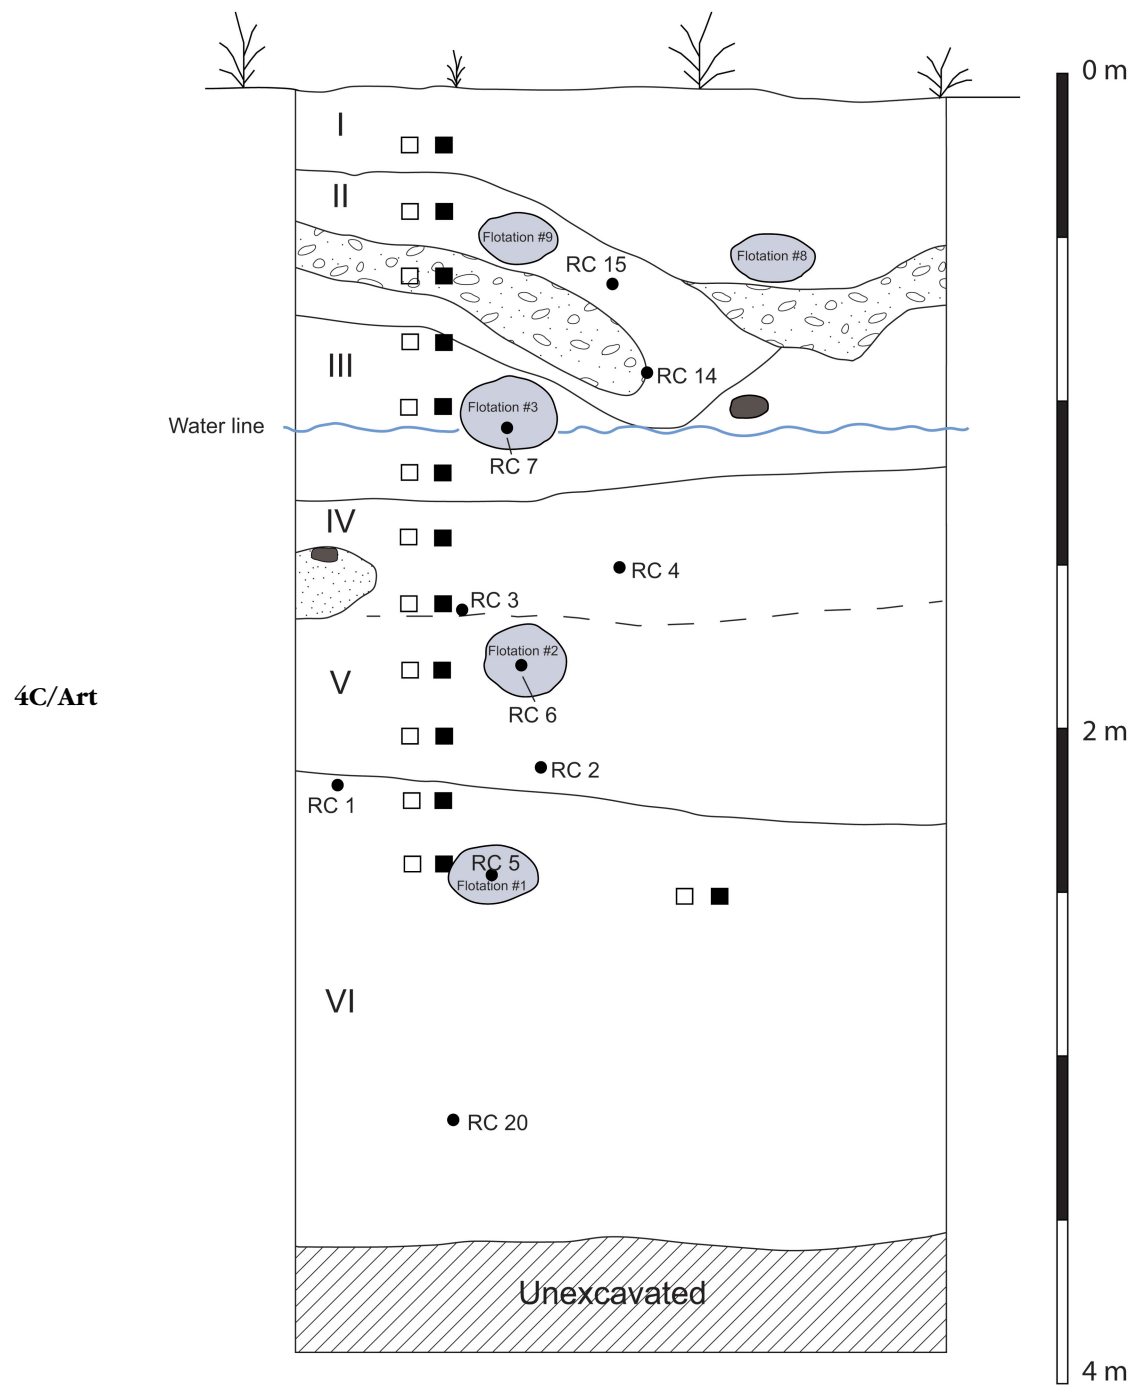 0 m
I
II
Flotation #9
Flotation #8
RC 15
III
RC 14
Flotation #3
Water line
RC 7
IV
RC 4
RC 3
Flotation #2
V
4C/Art
RC 6
2 m
RC 2
RC 1
RC 5
Flotation #1
VI
RC 20
Unexcavated
4 m